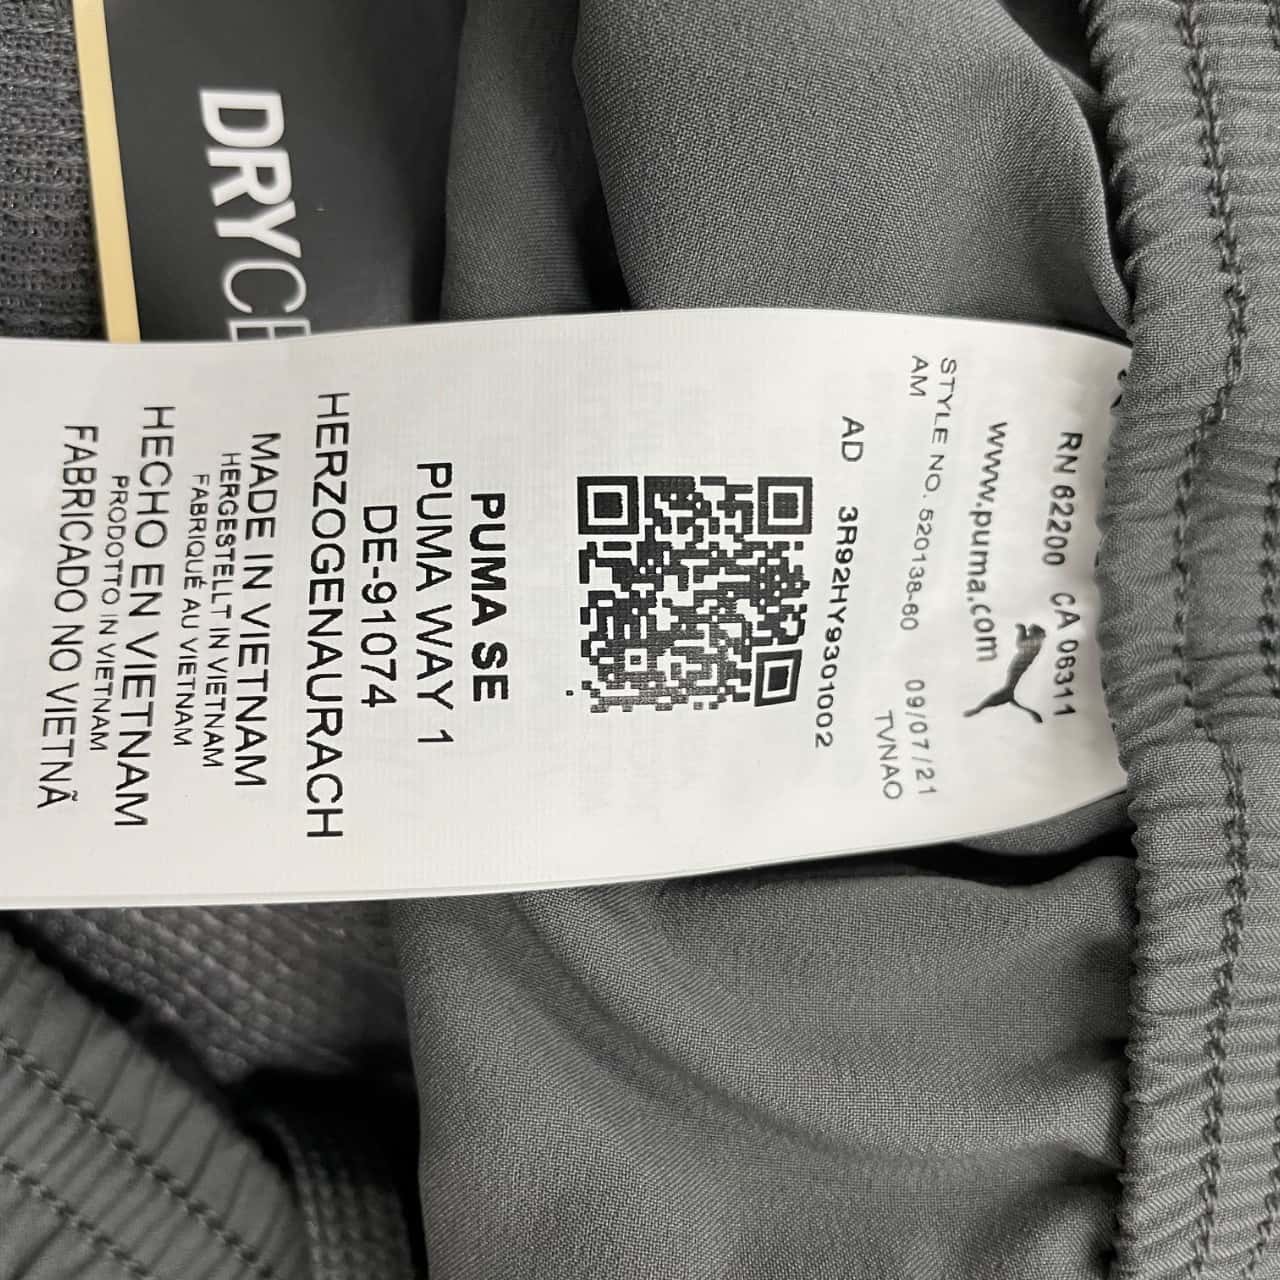 RN 62200 CA 06311
www.puma.com
STYLE NO. 520138-60 09/07/21
AM TVNAO
AD 3R92HY9301002
PUMA SE
PUMA WAY 1
DE-91074
HERZOGENAURACH
MADE IN VIETNAM
HERGESTELLT IN VIETNAM
FABRIQUÉ AU VIETNAM
HECHO EN VIETNAM
PRODOTTO IN VIETNAM
FABRICADO NO VIETNÃ
DRYCE